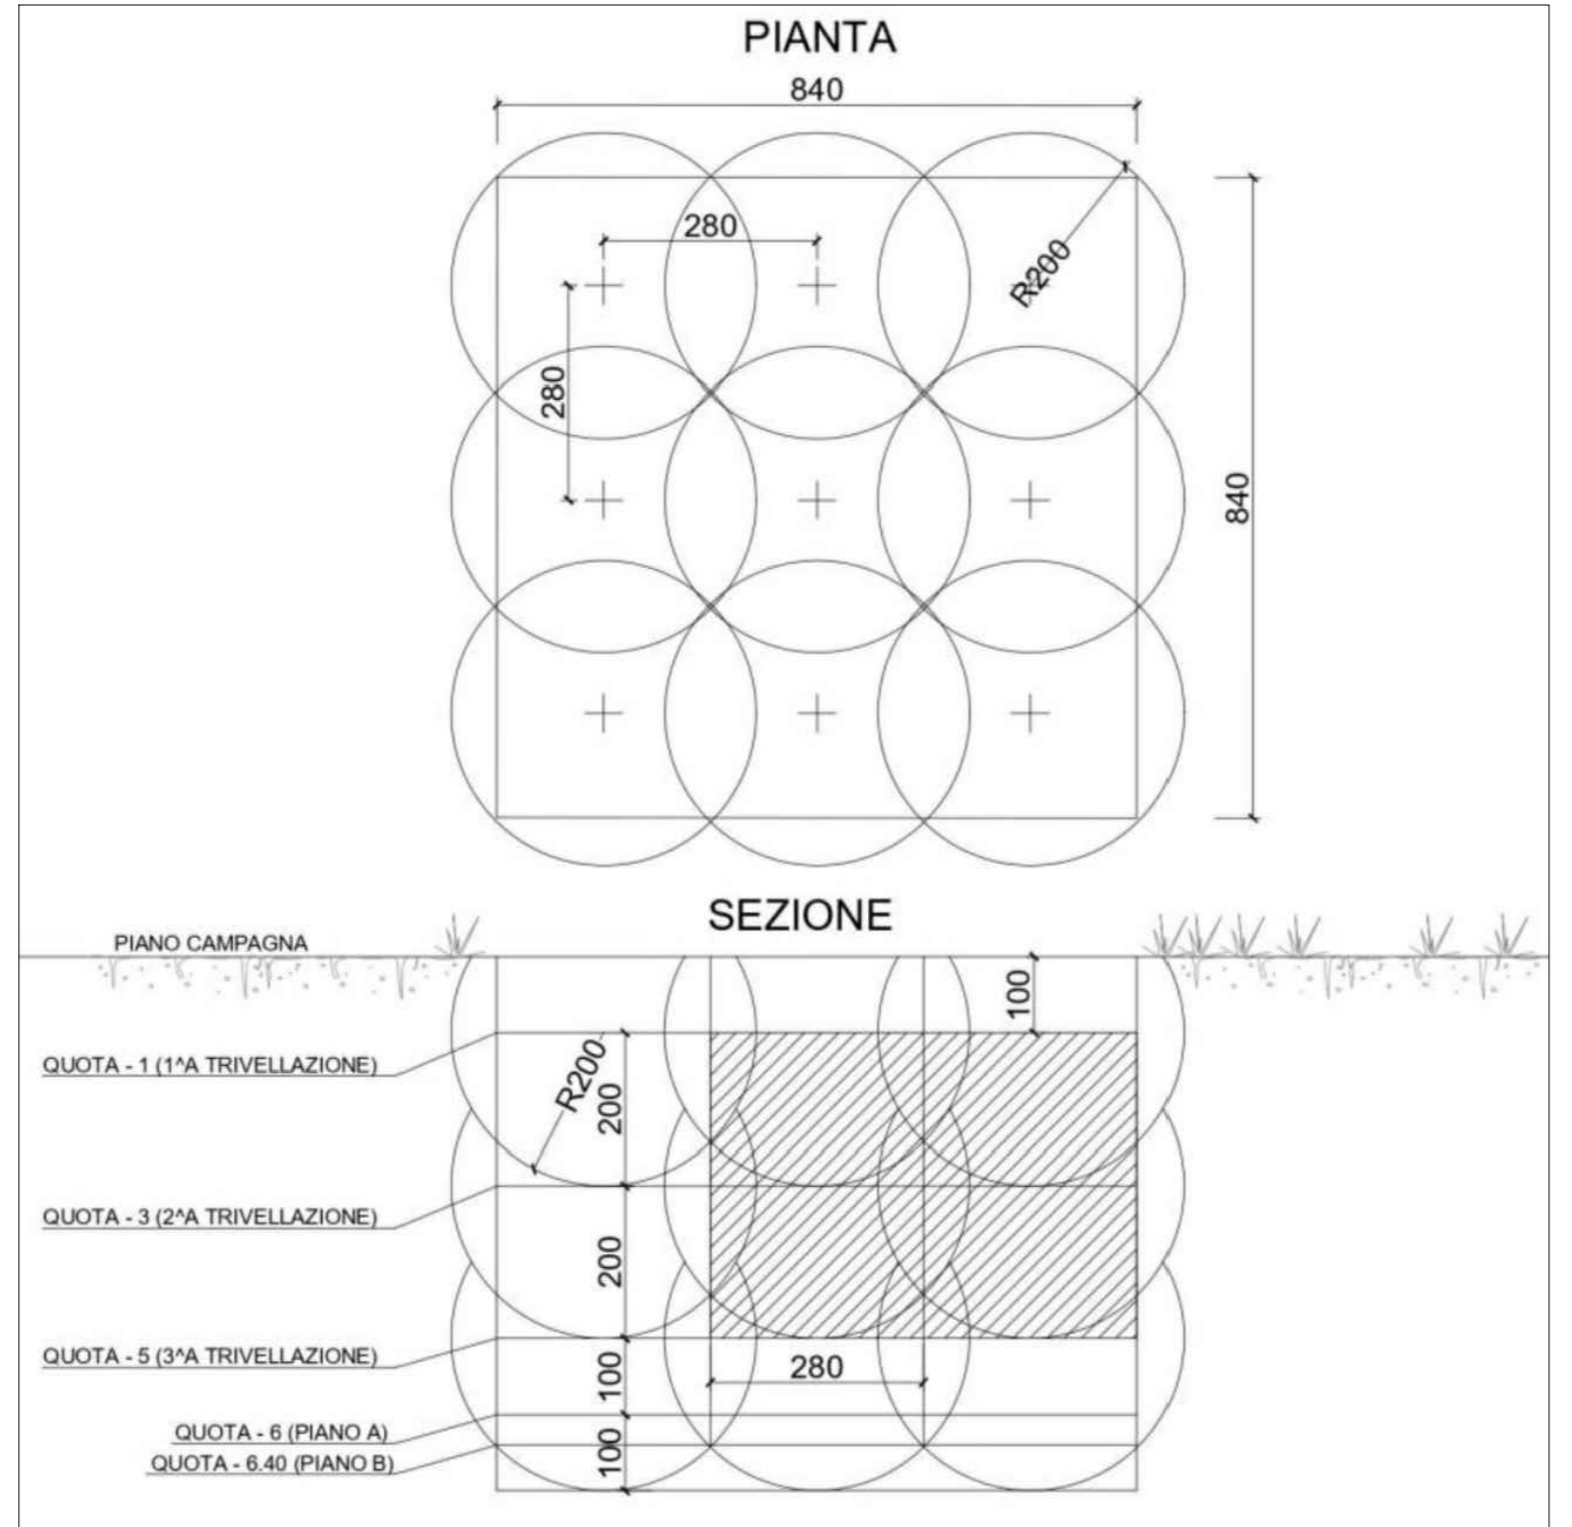 PIANTA
840
280
R200
280
840
SEZIONE
PIANO CAMPAGNA
100
QUOTA - 1 (1^A TRIVELLAZIONE)
R200
200
QUOTA - 3 (2^A TRIVELLAZIONE)
200
QUOTA - 5 (3^A TRIVELLAZIONE)
100
280
QUOTA - 6 (PIANO A)
100
QUOTA - 6.40 (PIANO B)